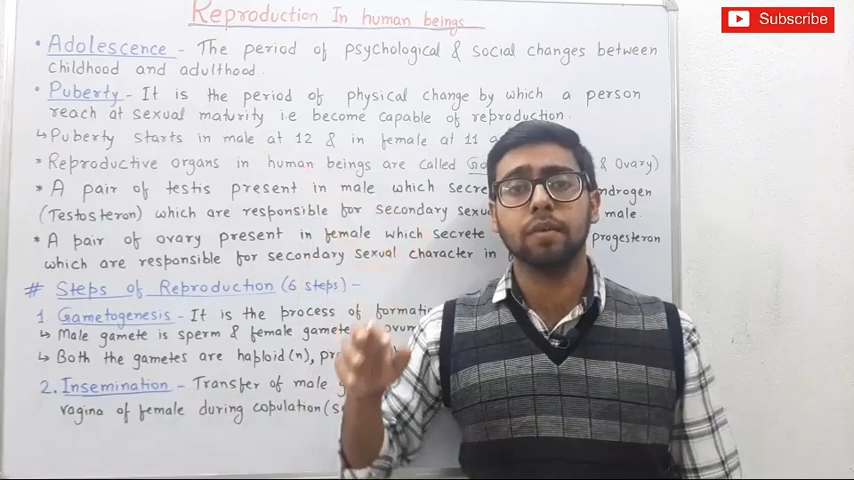 Reproduction In human beings
SUBSCRIBE
• Adolescence - The period of psychological & social changes between
childhood and adulthood.
• Puberty - It is the period of physical change by which a person
reach at sexual maturity i.e become capable of reproduction.
↳ Puberty starts in male at 12 & in female at 11
* Reproductive organs in human beings are called & Ovary)
* A pair of testis present in male which
(Testosteron) which are responsible for secondary male.
* A pair of ovary present in female which secrete progesteron
which are responsible for secondary sexual character in
# Steps of Reproduction (6 steps) -
1. Gametogenesis - It is the process of
↳ Male gamete is sperm & female gamete
↳ Both the gametes are haploid(n),
2. Insemination - Transfer of male
vagina of female during copulation